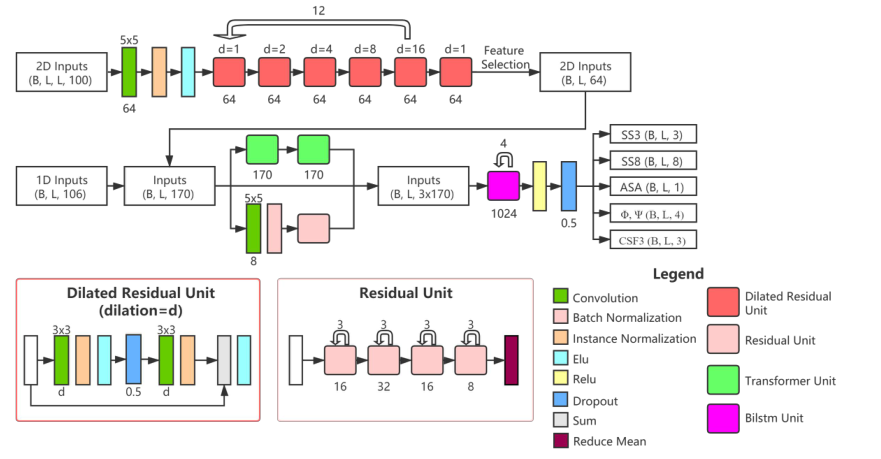 12
5x5
d=1
d=2
d=4
d=8
d=16
d=1
Feature
Selection
2D Inputs
(B, L, L, 100)
2D Inputs
(B, L, 64)
64
64
64
64
64
64
64
1D Inputs
(B, L, 106)
Inputs
(B, L, 170)
170
170
5x5
8
Inputs
(B, L, 3x170)
4
1024
0.5
SS3 (B, L, 3)
SS8 (B, L, 8)
ASA (B, L, 1)
Φ, Ψ (B, L, 4)
CSF3 (B, L, 3)
Dilated Residual Unit
(dilation=d)
3x3
3x3
d
0.5
d
Residual Unit
3
3
3
3
16
32
16
8
Legend
Convolution
Batch Normalization
Instance Normalization
Elu
Relu
Dropout
Sum
Reduce Mean
Dilated Residual
Unit
Residual Unit
Transformer Unit
Bilstm Unit